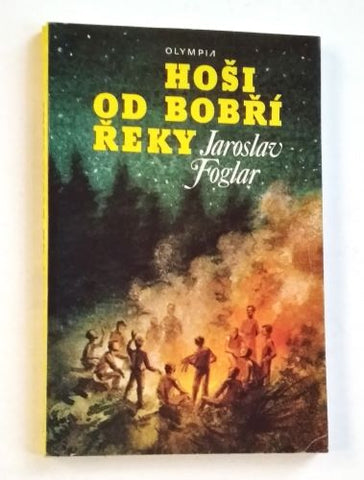 OLYMPIA
HOŠI
OD BOBŘÍ
ŘEKY Jaroslav
Foglar